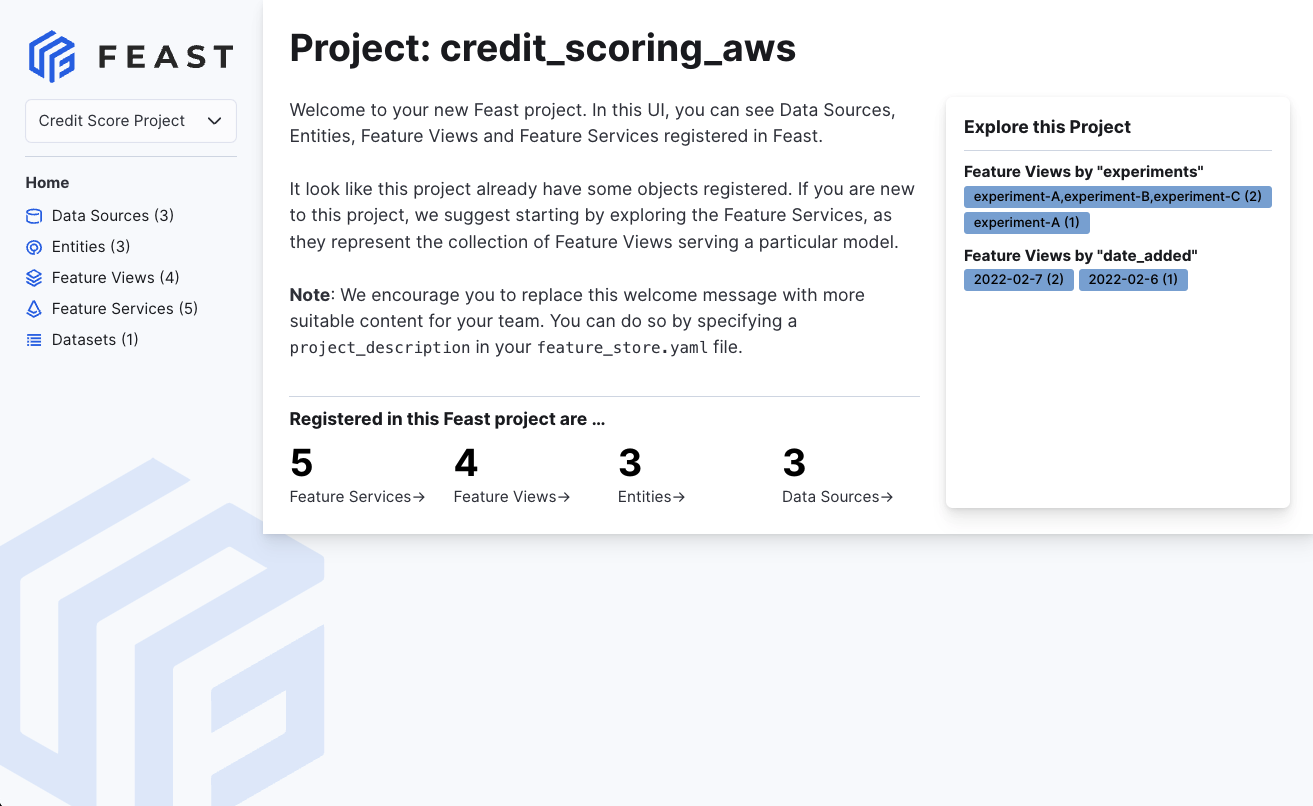 FEAST
Credit Score Project
Home
Data Sources (3)
Entities (3)
Feature Views (4)
Feature Services (5)
Datasets (1)
Project: credit_scoring_aws
Welcome to your new Feast project. In this UI, you can see Data Sources,
Entities, Feature Views and Feature Services registered in Feast.
It look like this project already have some objects registered. If you are new
to this project, we suggest starting by exploring the Feature Services, as
they represent the collection of Feature Views serving a particular model.
Note: We encourage you to replace this welcome message with more
suitable content for your team. You can do so by specifying a
project_description in your feature_store.yaml file.
Registered in this Feast project are …
5 4 3 3
Feature Services→ Feature Views→ Entities→ Data Sources→
Explore this Project
Feature Views by "experiments"
experiment-A,experiment-B,experiment-C (2)
experiment-A (1)
Feature Views by "date_added"
2022-02-7 (2) 2022-02-6 (1)